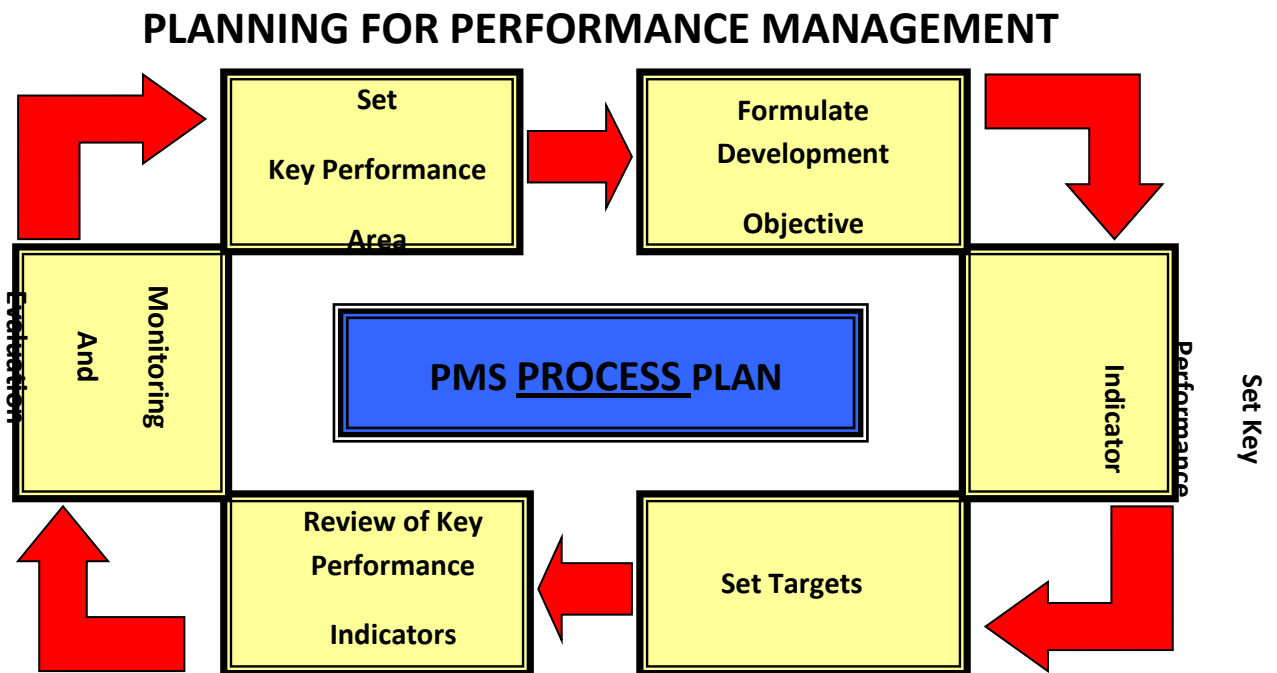 PLANNING FOR PERFORMANCE MANAGEMENT
Set
Key Performance
Area
Formulate
Development
Objective
Set Key
Performance
Indicator
Set Targets
Review of Key
Performance
Indicators
Monitoring
And
Evaluation
PMS PROCESS PLAN